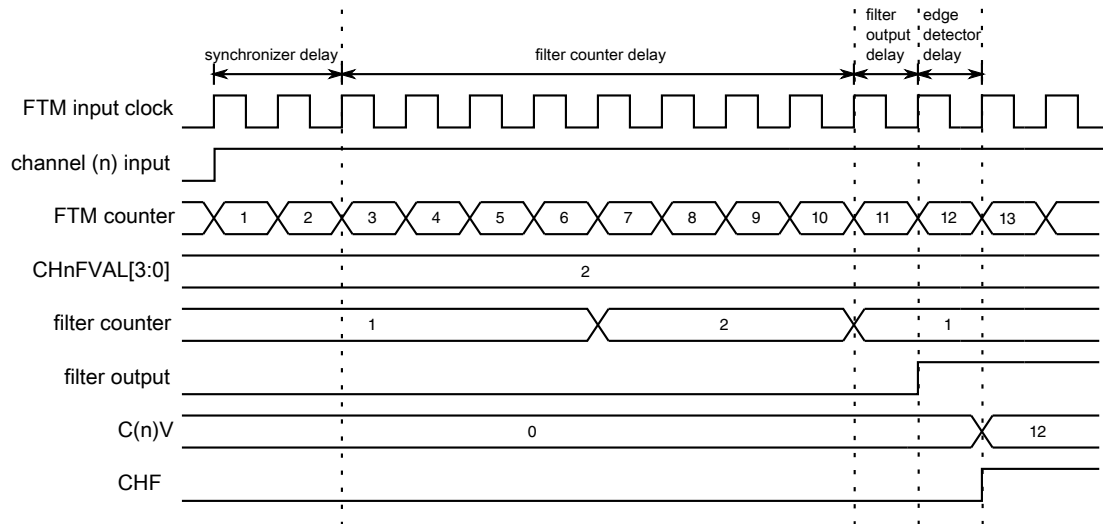 filter output delay
edge detector delay
synchronizer delay
filter counter delay
FTM input clock
channel (n) input
FTM counter
1 2 3 4 5 6 7 8 9 10 11 12 13
CHnFVAL[3:0]
2
filter counter
1 2 1
filter output
C(n)V
0 12
CHF